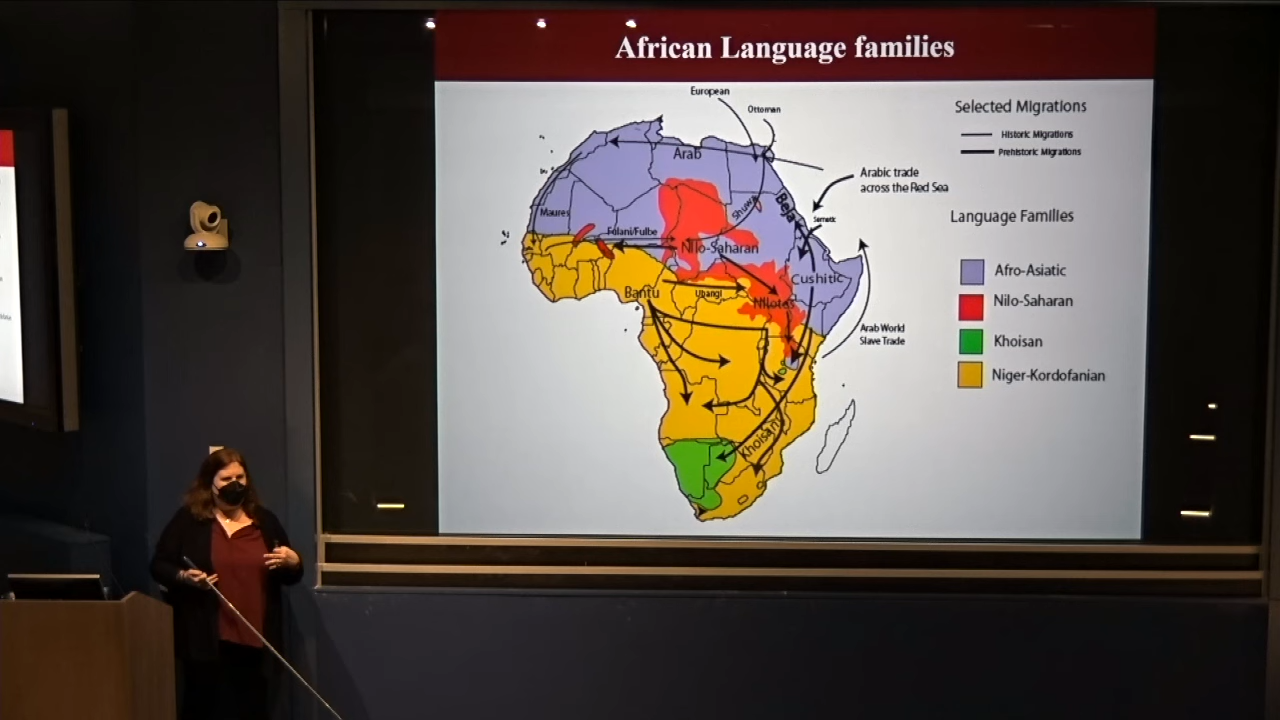 African Language families
European
Ottoman
Selected Migrations
Historic Migrations
Prehistoric Migrations
Arab
Arabic trade
across the Red Sea
Beja
Shuwa
Semetic
Maures
Language Families
Fulani/Fulbe
Nilo-Saharan
Afro-Asiatic
Cushitic
Bantu
Ubangi
Nilotes
Nilo-Saharan
Arab World
Slave Trade
Khoisan
Niger-Kordofanian
Khoisan